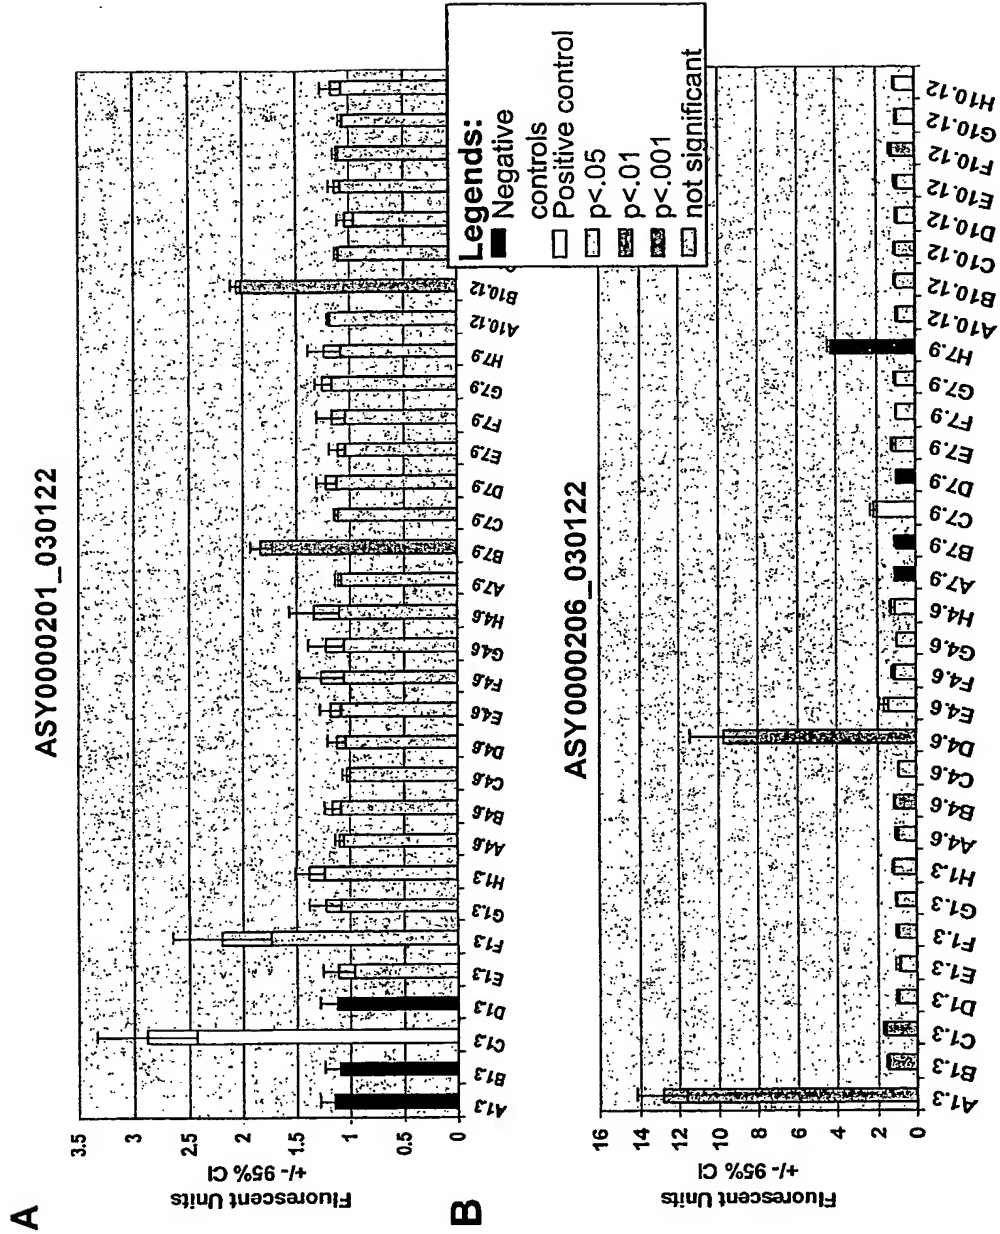 A
ASY0000201_030122
Fluorescent Units
+/- 95% CI
3.5
3
2.5
2
1.5
1
0.5
0
A1.3
B1.3
C1.3
D1.3
E1.3
F1.3
G1.3
H1.3
A4.6
B4.6
C4.6
D4.6
E4.6
F4.6
G4.6
H4.6
A7.9
B7.9
C7.9
D7.9
E7.9
F7.9
G7.9
H7.9
A10.12
B10.12
Legends:
Negative
controls
Positive control
p<.05
p<.01
p<.001
not significant
B
ASY0000206_030122
Fluorescent Units
+/- 95% CI
16
14
12
10
8
6
4
2
0
A1.3
B1.3
C1.3
D1.3
E1.3
F1.3
G1.3
H1.3
A4.6
B4.6
C4.6
D4.6
E4.6
F4.6
G4.6
H4.6
A7.9
B7.9
C7.9
D7.9
E7.9
F7.9
G7.9
H7.9
A10.12
B10.12
C10.12
D10.12
E10.12
F10.12
G10.12
H10.12